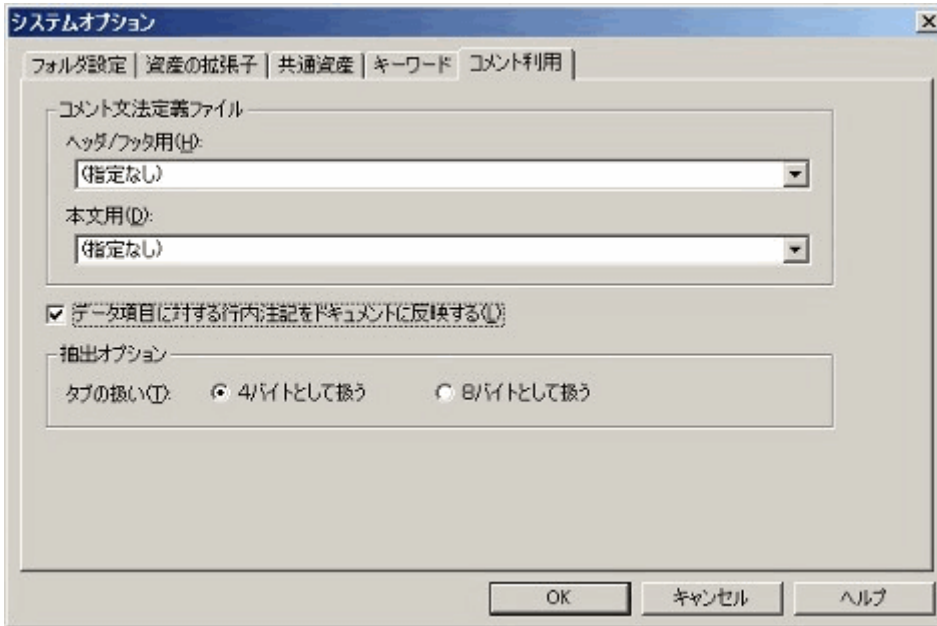 システムオプション
フォルダ設定 資産の拡張子 共通資産 キーワード コメント利用
コメント文法定義ファイル
ヘッダ/フッタ用(H):
(指定なし)
本文用(D):
(指定なし)
データ項目に対する行内注記をドキュメントに反映する(L)
抽出オプション
タブの扱い(T): 4バイトとして扱う 8バイトとして扱う
OK キャンセル ヘルプ